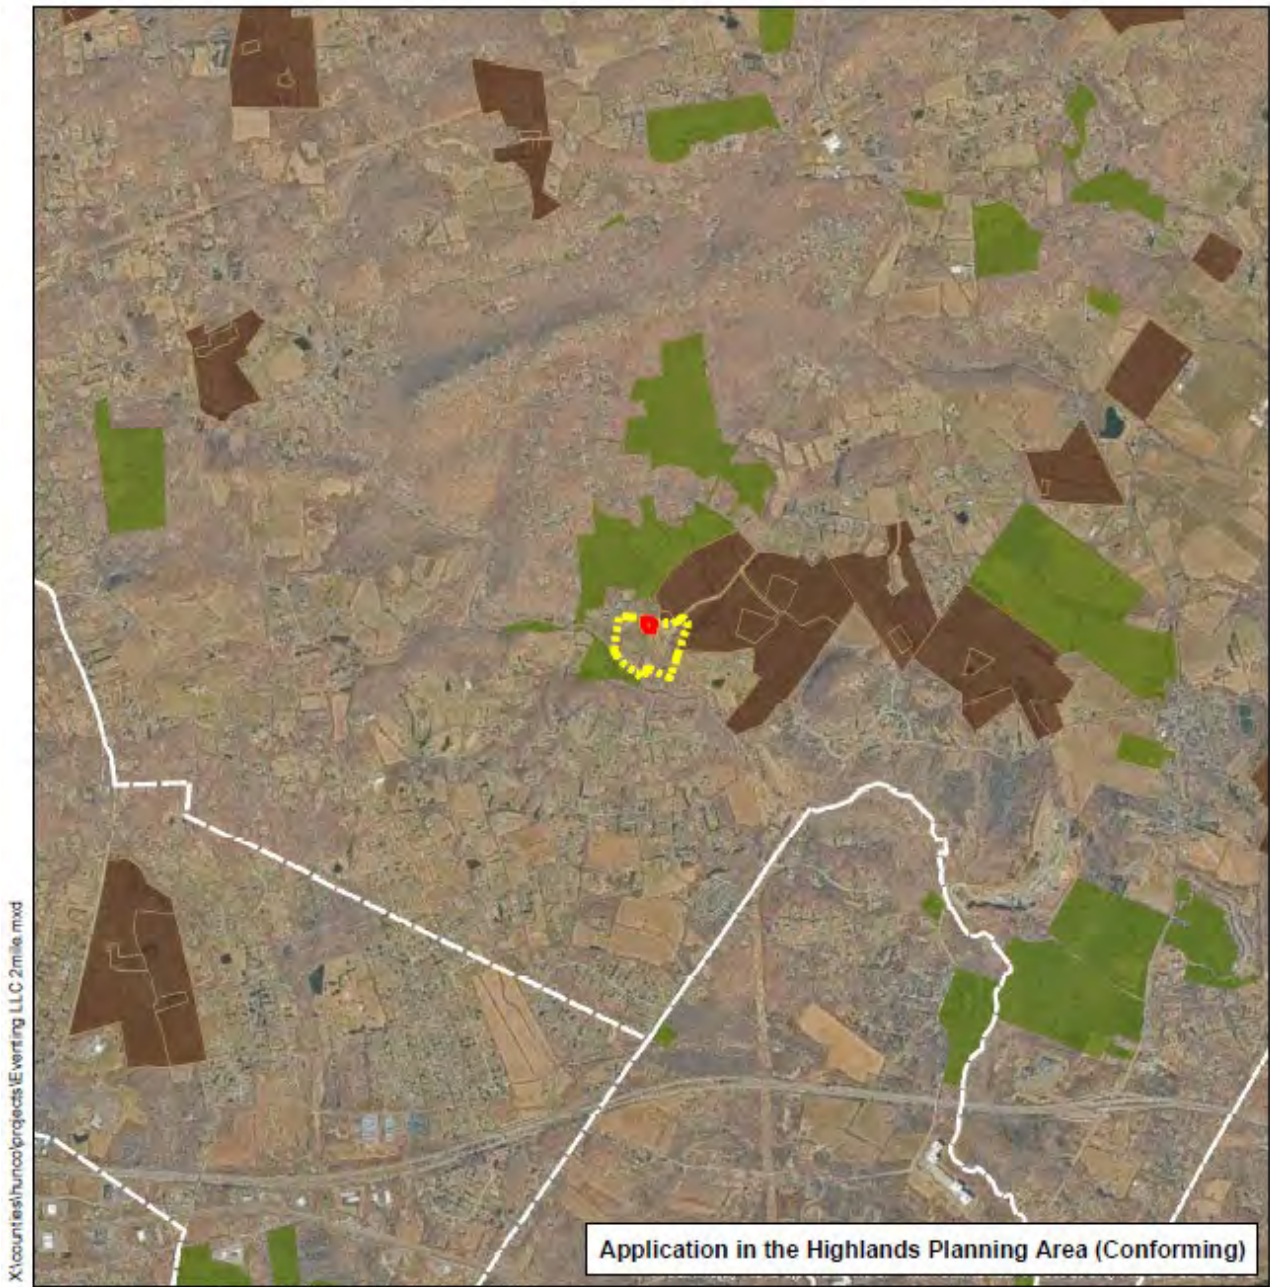 X:\counties\hunco\projects\Eventing LLC 2mile.mxd
Application in the Highlands Planning Area (Conforming)